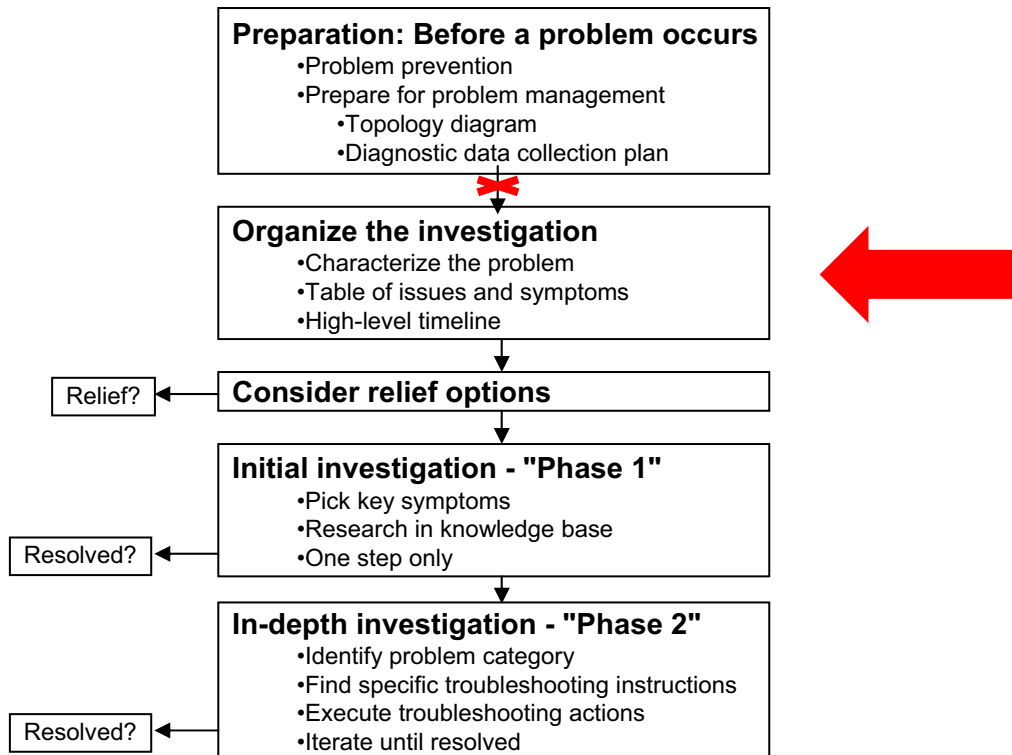 Preparation: Before a problem occurs
•Problem prevention
•Prepare for problem management
•Topology diagram
•Diagnostic data collection plan
Organize the investigation
•Characterize the problem
•Table of issues and symptoms
•High-level timeline
Relief?
Consider relief options
Initial investigation - "Phase 1"
•Pick key symptoms
•Research in knowledge base
•One step only
Resolved?
In-depth investigation - "Phase 2"
•Identify problem category
•Find specific troubleshooting instructions
•Execute troubleshooting actions
•Iterate until resolved
Resolved?